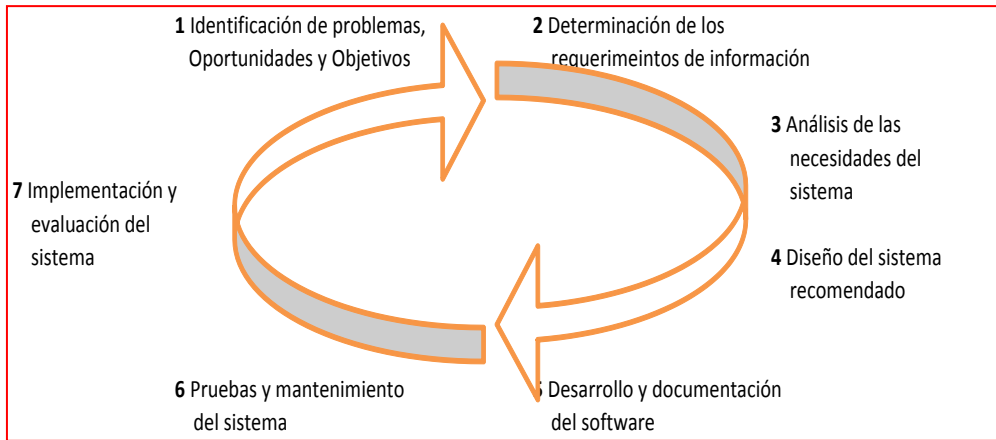 1 Identificación de problemas,
Oportunidades y Objetivos
2 Determinación de los
requerimeintos de información
3 Análisis de las
necesidades del
sistema
4 Diseño del sistema
recomendado
5 Desarrollo y documentación
del software
6 Pruebas y mantenimiento
del sistema
7 Implementación y
evaluación del
sistema